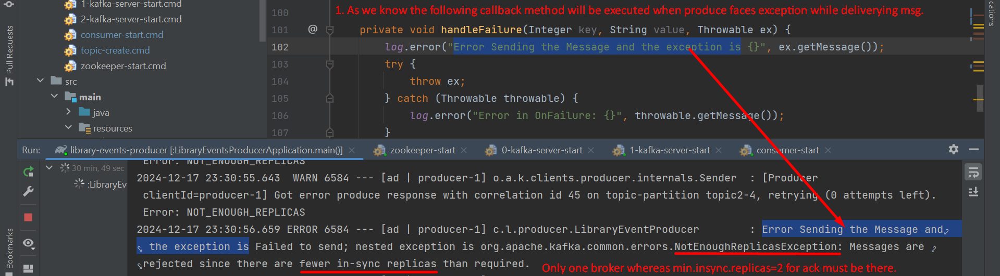 1-kafka-server-start.cmd
2-kafka-server-start.cmd
consumer-start.cmd
topic-create.cmd
zookeeper-start.cmd
src
main
java
resources
Pull Requests
Bookmarks
cations
1. As we know the following callback method will be executed when produce faces exception while deliverying msg.
100
101 @ private void handleFailure(Integer key, String value, Throwable ex) {
102 log.error("Error Sending the Message and the exception is {}", ex.getMessage());
103 try {
104 throw ex;
105 } catch (Throwable throwable) {
106 log.error("Error in OnFailure: {}", throwable.getMessage());
107 }
Run: library-events-producer [:LibraryEventsProducerApplication.main()] zookeeper-start 0-kafka-server-start 1-kafka-server-start consumer-start
30 min, 49 sec
:LibraryEv
Error: NOT_ENOUGH_REPLICAS
2024-12-17 23:30:55.643  WARN 6584 --- [ad | producer-1] o.a.k.clients.producer.internals.Sender  : [Producer
clientId=producer-1] Got error produce response with correlation id 45 on topic-partition topic2-4, retrying (0 attempts left).
Error: NOT_ENOUGH_REPLICAS
2024-12-17 23:30:56.659 ERROR 6584 --- [ad | producer-1] c.l.producer.LibraryEventProducer        : Error Sending the Message and
the exception is Failed to send; nested exception is org.apache.kafka.common.errors.NotEnoughReplicasException: Messages are
rejected since there are fewer in-sync replicas than required.
Only one broker whereas min.insync.replicas=2 for ack must be there.